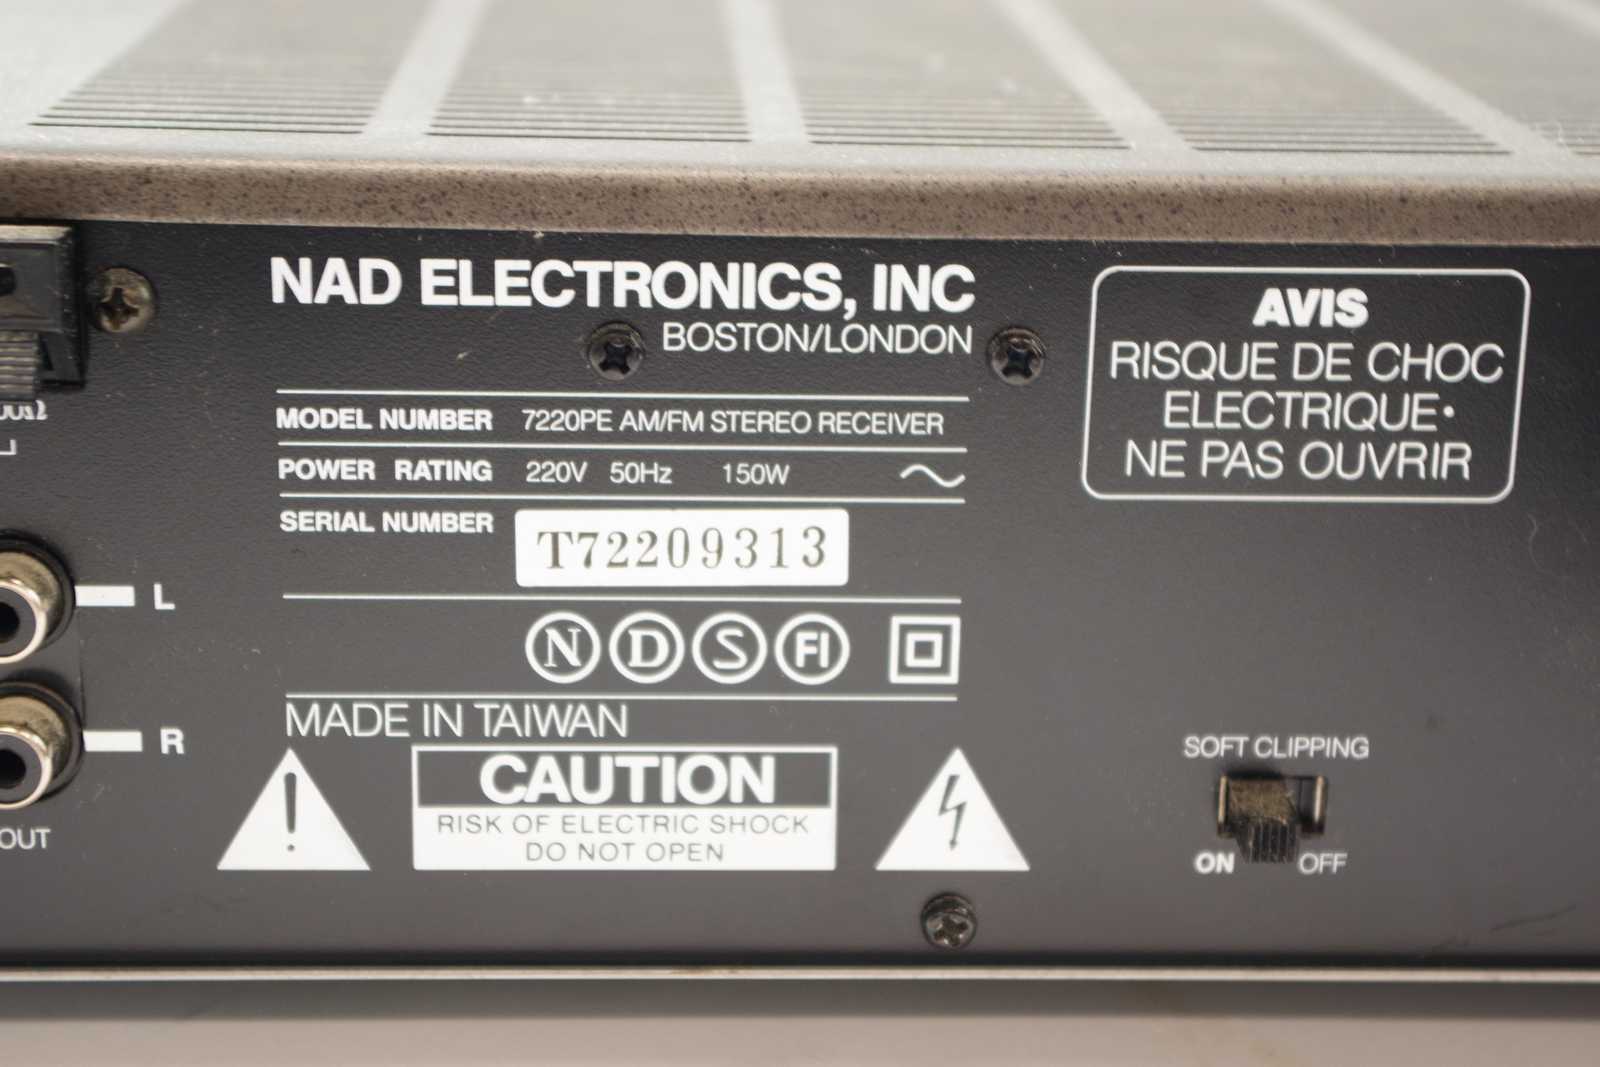 NAD ELECTRONICS, INC
BOSTON/LONDON
MODEL NUMBER 7220PE AM/FM STEREO RECEIVER
POWER RATING 220V 50Hz 150W
SERIAL NUMBER T72209313
N D S FI
MADE IN TAIWAN
CAUTION
RISK OF ELECTRIC SHOCK
DO NOT OPEN
AVIS
RISQUE DE CHOC
ELECTRIQUE•
NE PAS OUVRIR
SOFT CLIPPING
ON OFF
L
R
OUT